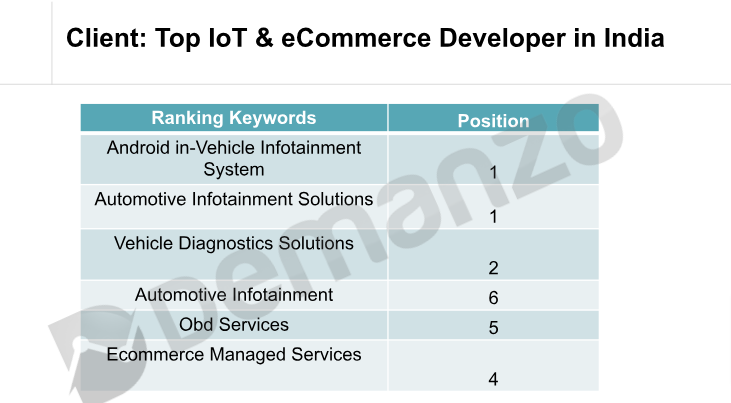 Client: Top IoT & eCommerce Developer in India
Ranking Keywords Position
Android in-Vehicle Infotainment
System 1
Automotive Infotainment Solutions
1
Vehicle Diagnostics Solutions
2
Automotive Infotainment 6
Obd Services 5
Ecommerce Managed Services
4
Demanzo